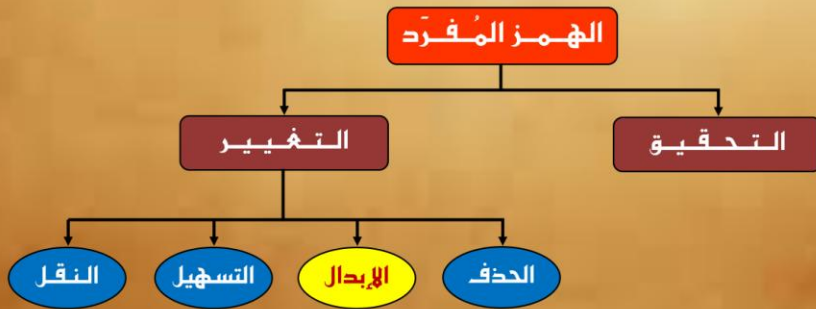 الهمز المُفرَد
التحقيق
التغيير
الحذف
الإبدال
التسهيل
النقل